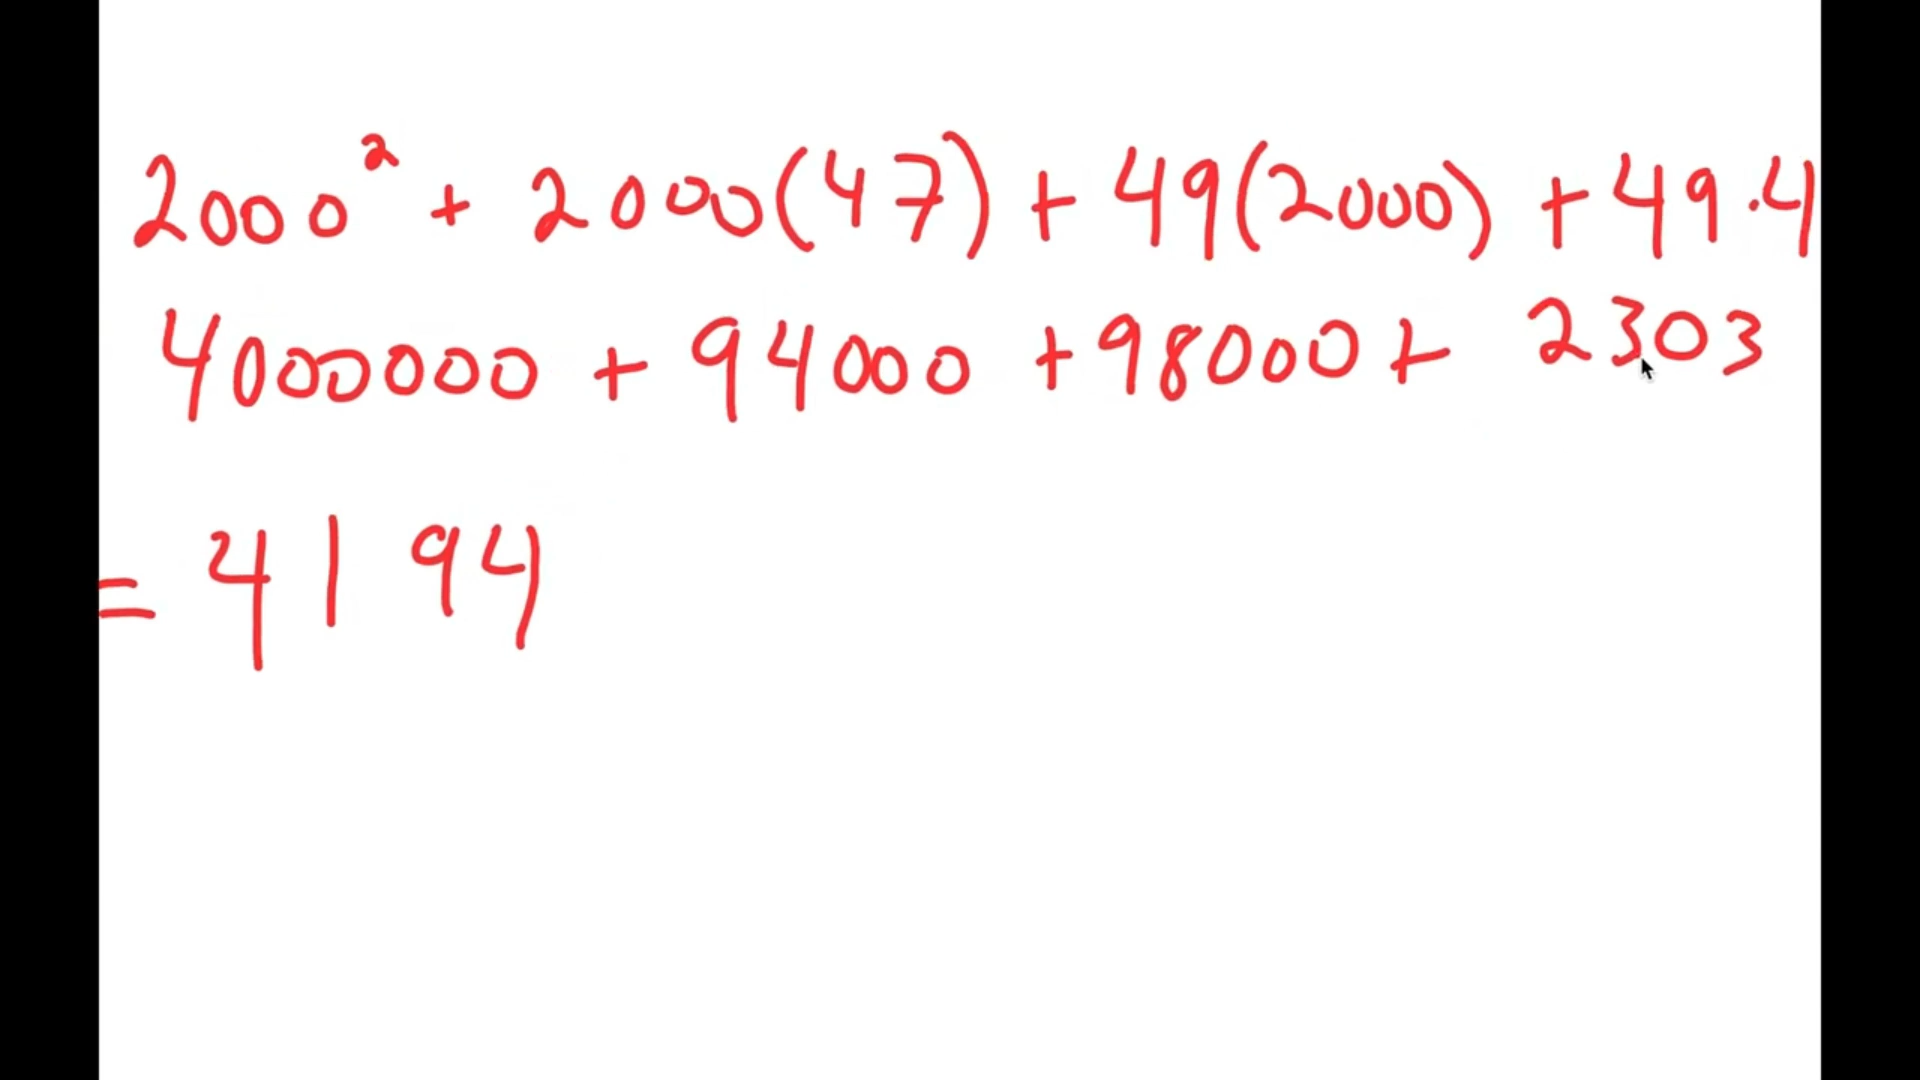 2000² + 2000(47) + 49(2000) + 49.4
4000000 + 94000 + 98000 + 2303
= 4194